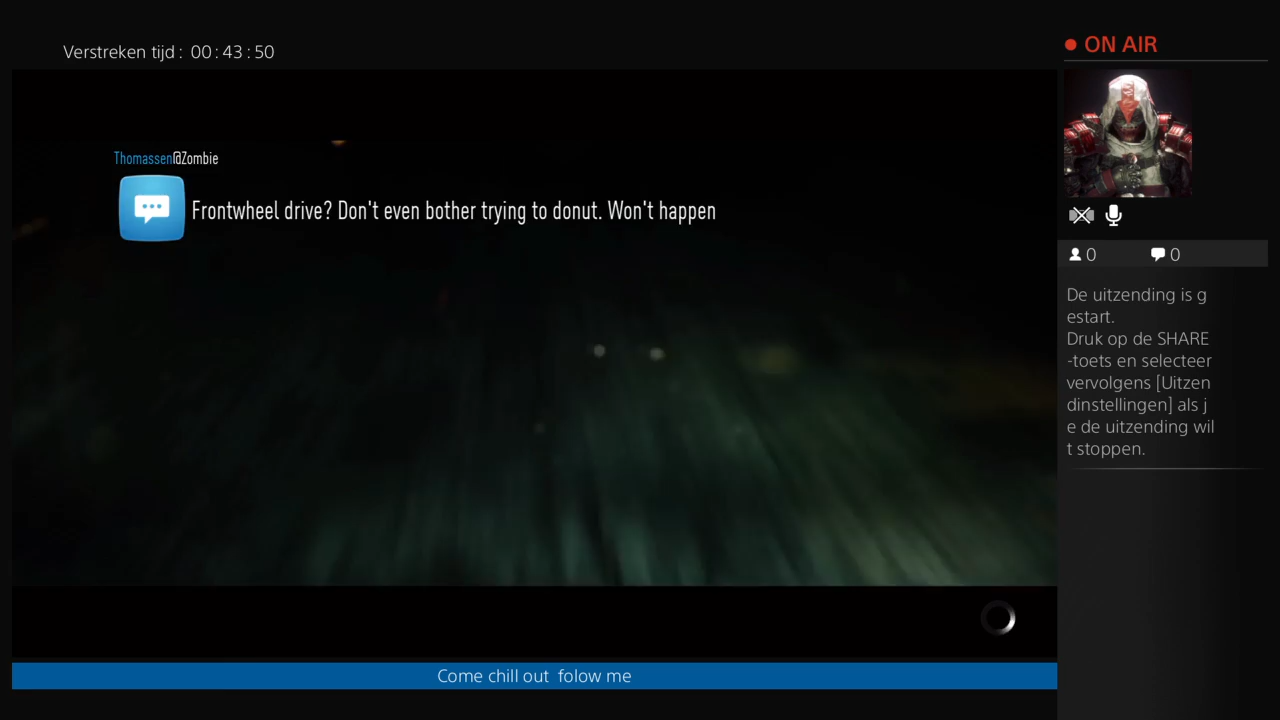 Verstreken tijd : 00 : 43 : 50
ON AIR
Thomassen@Zombie
Frontwheel drive? Don't even bother trying to donut. Won't happen
0 0
De uitzending is g
estart.
Druk op de SHARE
-toets en selecteer
vervolgens [Uitzen
dinstellingen] als j
e de uitzending wil
t stoppen.
Come chill out  folow me